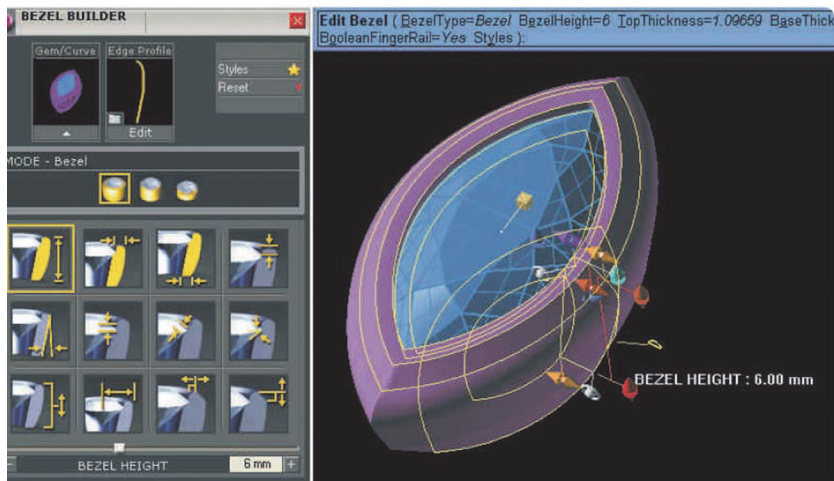 BEZEL BUILDER
Gem/Curve
Edge Profile
Styles
Reset
Edit
MODE - Bezel
BEZEL HEIGHT
6 mm
Edit Bezel ( BezelType=Bezel BezelHeight=6 TopThickness=1.09659 BaseThick
BooleanFingerRail=Yes Styles );
BEZEL HEIGHT : 6.00 mm